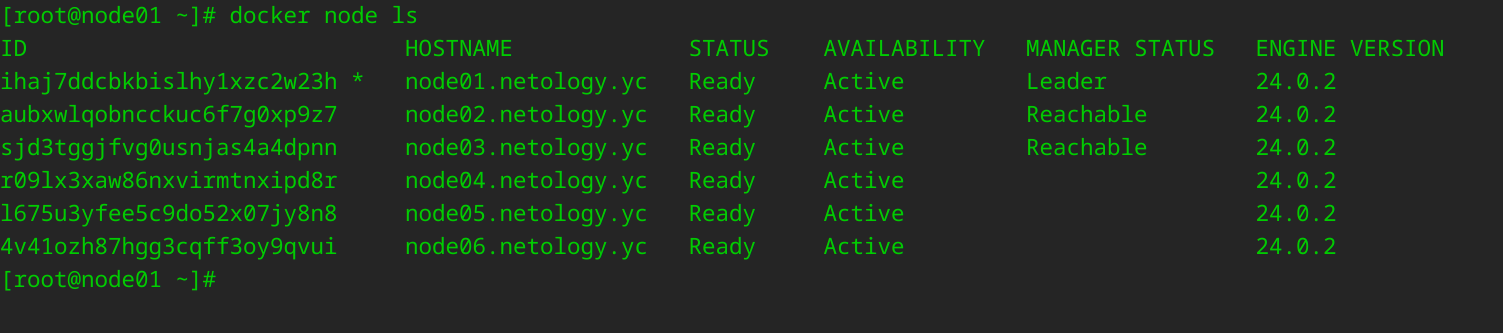 [root@node01 ~]# docker node ls
ID                            HOSTNAME             STATUS    AVAILABILITY   MANAGER STATUS   ENGINE VERSION
ihaj7ddcbkbislhy1xzc2w23h *   node01.netology.yc   Ready     Active         Leader           24.0.2
aubxwlqobncckuc6f7g0xp9z7     node02.netology.yc   Ready     Active         Reachable        24.0.2
sjd3tggjfvg0usnjas4a4dpnn     node03.netology.yc   Ready     Active         Reachable        24.0.2
r09lx3xaw86nxvirmtnxipd8r     node04.netology.yc   Ready     Active                          24.0.2
l675u3yfee5c9do52x07jy8n8     node05.netology.yc   Ready     Active                          24.0.2
4v41ozh87hgg3cqff3oy9qvui     node06.netology.yc   Ready     Active                          24.0.2
[root@node01 ~]#